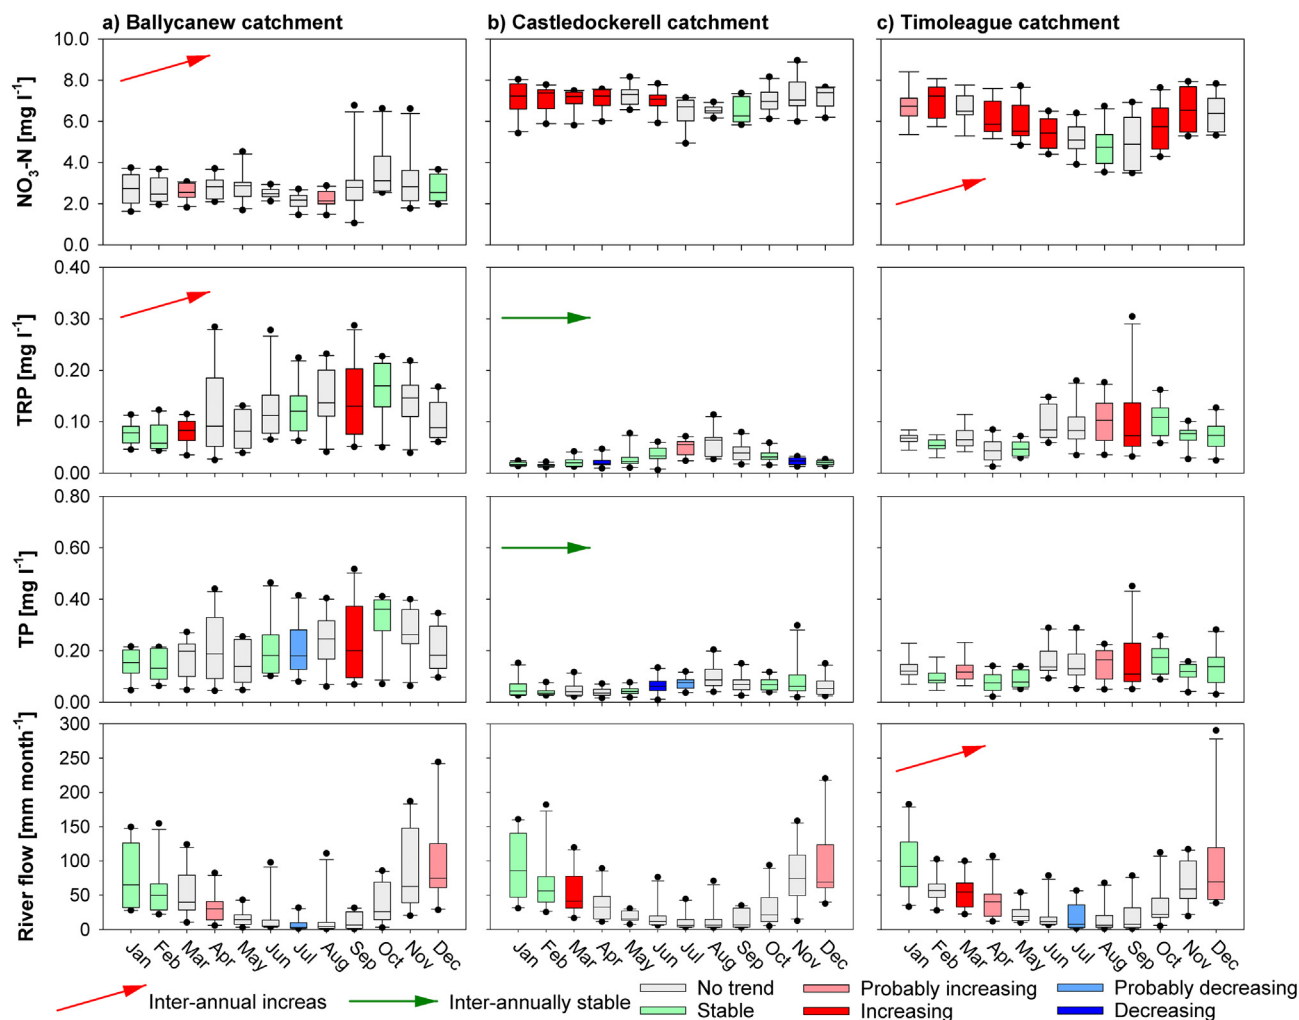 a) Ballycanew catchment
b) Castledockerell catchment
c) Timoleague catchment
NO3-N [mg l-1]
10.0
8.0
6.0
4.0
2.0
0.0
TRP [mg l-1]
0.40
0.30
0.20
0.10
0.00
TP [mg l-1]
0.80
0.60
0.40
0.20
0.00
River flow [mm month-1]
300
250
200
150
100
50
0
Jan Feb Mar Apr May Jun Jul Aug Sep Oct Nov Dec
Jan Feb Mar Apr May Jun Jul Aug Sep Oct Nov Dec
Jan Feb Mar Apr May Jun Jul Aug Sep Oct Nov Dec
Inter-annual increas
Inter-annually stable
No trend
Probably increasing
Probably decreasing
Stable
Increasing
Decreasing